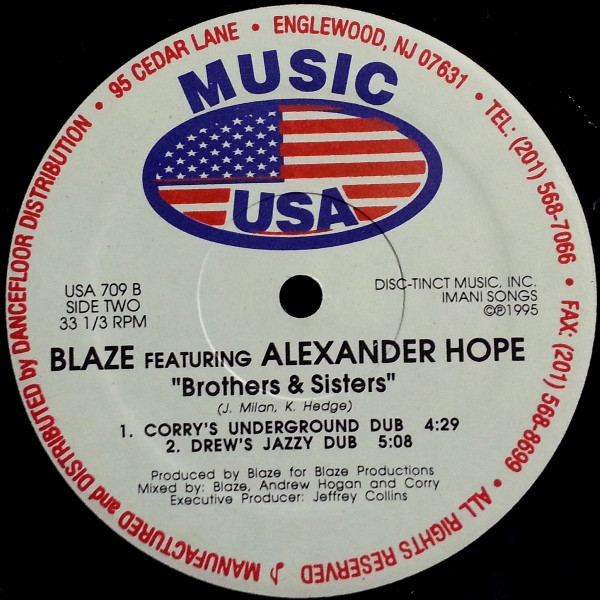 MANUFACTURED and DISTRIBUTED by DANCEFLOOR DISTRIBUTION • 95 CEDAR LANE • ENGLEWOOD, NJ 07631 • TEL: (201) 568-7066 • FAX: (201) 568-8699 • ALL RIGHTS RESERVED ♪
MUSIC
USA
USA 709 B
SIDE TWO
33 1/3 RPM
DISC-TINCT MUSIC, INC.
IMANI SONGS
©℗1995
BLAZE FEATURING ALEXANDER HOPE
"Brothers & Sisters"
(J. Milan, K. Hedge)
1. CORRY'S UNDERGROUND DUB 4:29
2. DREW'S JAZZY DUB 5:08
Produced by Blaze for Blaze Productions
Mixed by: Blaze, Andrew Hogan and Corry
Executive Producer: Jeffrey Collins